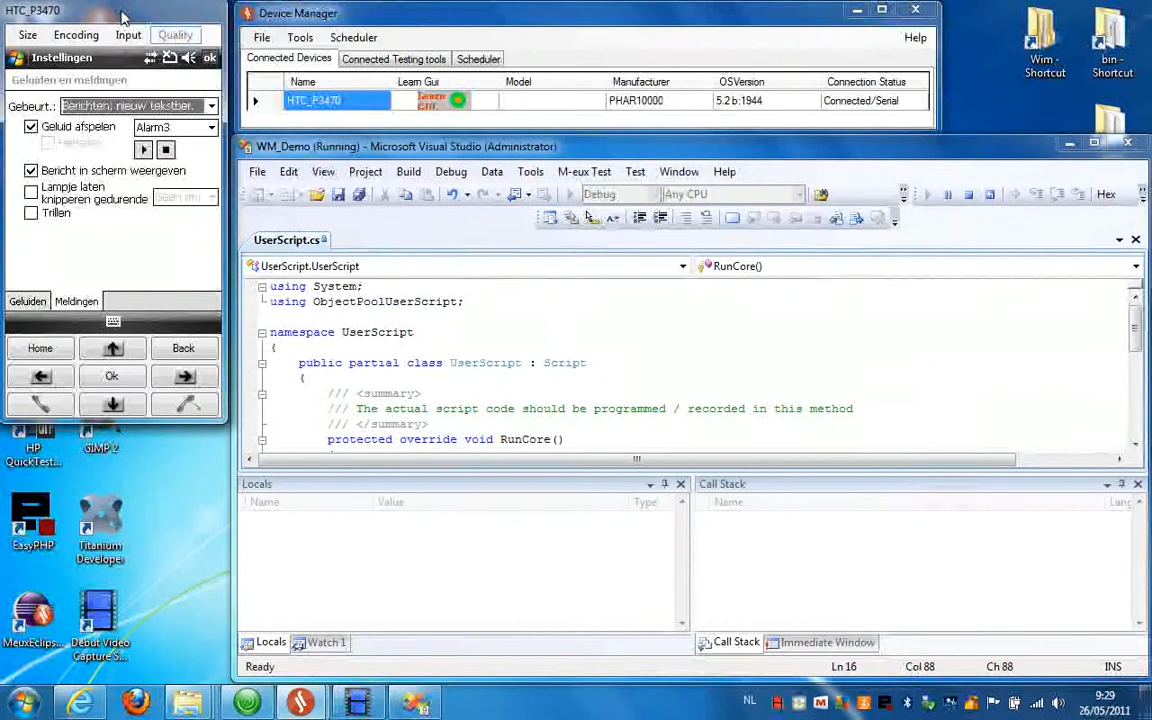 HTC_P3470
Size Encoding Input Quality
Instellingen ok
Geluiden en meldingen
Gebeurt.: Berichten: nieuw tekstber.
Geluid afspelen Alarm3
Herhalen
Bericht in scherm weergeven
Lampje laten
knipperen gedurende
Trillen
Geluiden Meldingen
Home Back
Ok
Device Manager
File Tools Scheduler Help
Connected Devices Connected Testing tools Scheduler
Name Learn Gui Model Manufacturer OSVersion Connection Status
HTC_P3470 Learn GUI PHAR10000 5.2 b:1944 Connected/Serial
Wim - Shortcut
bin - Shortcut
WM_Demo (Running) - Microsoft Visual Studio (Administrator)
File Edit View Project Build Debug Data Tools M-eux Test Test Window Help
Debug Any CPU Hex
UserScript.cs
UserScript.UserScript RunCore()
using System;
using ObjectPoolUserScript;
namespace UserScript
{
public partial class UserScript : Script
{
/// <summary>
/// The actual script code should be programmed / recorded in this method
/// </summary>
protected override void RunCore()
Locals
Name Value Type
Call Stack
Name Lang
Locals Watch 1
Call Stack Immediate Window
Ready Ln 16 Col 88 Ch 88 INS
HP QuickTest...
GIMP 2
EasyPHP
Titanium Develope...
MeuxEclips...
Debut Video Capture S...
NL
9:29
26/05/2011